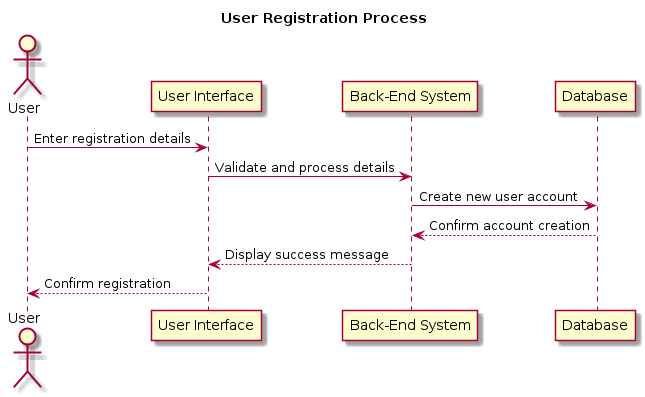 User Registration Process
User
User Interface
Back-End System
Database
Enter registration details
Validate and process details
Create new user account
Confirm account creation
Display success message
Confirm registration
User
User Interface
Back-End System
Database